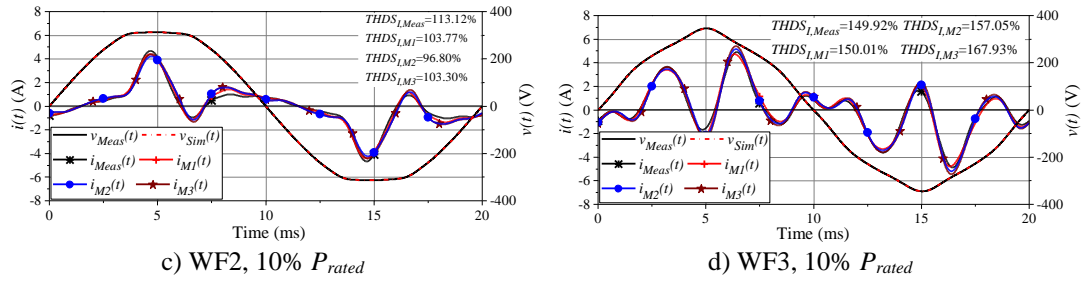 THDS_I,Meas=113.12%
THDS_I,M1=103.77%
THDS_I,M2=96.80%
THDS_I,M3=103.30%
i(t) (A)
8
6
4
2
0
-2
-4
-6
-8
400
200
0
-200
-400
v(t) (V)
v_Meas(t) v_Sim(t)
i_Meas(t) i_M1(t)
i_M2(t) i_M3(t)
0 5 10 15 20
Time (ms)
c) WF2, 10% P_rated
THDS_I,Meas=149.92% THDS_I,M2=157.05%
THDS_I,M1=150.01% THDS_I,M3=167.93%
i(t) (A)
8
6
4
2
0
-2
-4
-6
-8
400
200
0
-200
-400
v(t) (V)
v_Meas(t) v_Sim(t)
i_Meas(t) i_M1(t)
i_M2(t) i_M3(t)
0 5 10 15 20
Time (ms)
d) WF3, 10% P_rated